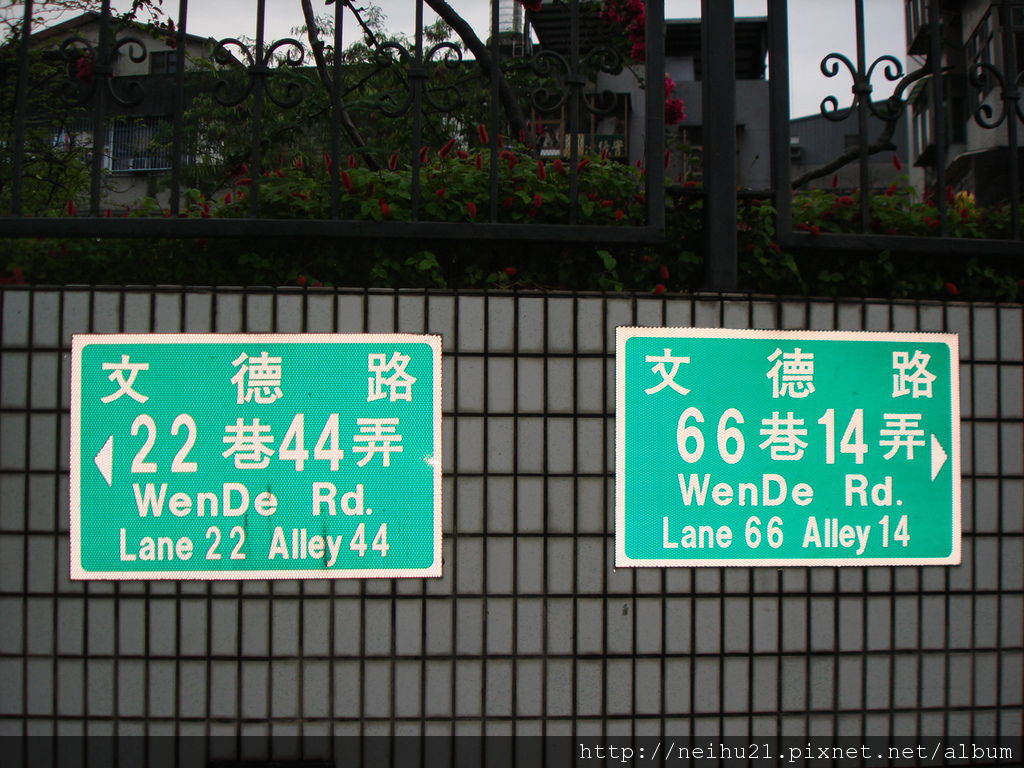 文德路
22巷44弄
WenDe Rd.
Lane 22 Alley 44
文德路
66巷14弄
WenDe Rd.
Lane 66 Alley 14
http://neihu21.pixnet.net/album